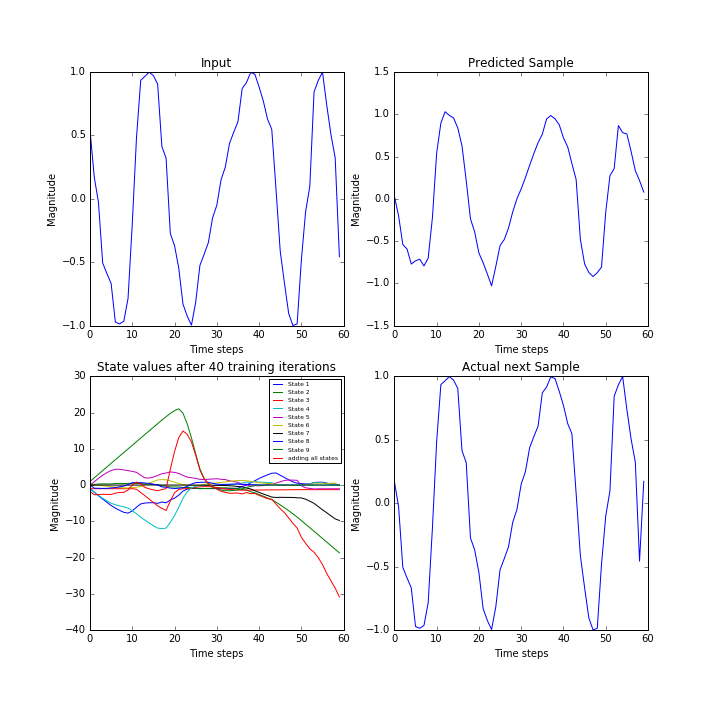 Input
Magnitude
1.0
0.5
0.0
−0.5
−1.0
0 10 20 30 40 50 60
Time steps
Predicted Sample
Magnitude
1.5
1.0
0.5
0.0
−0.5
−1.0
−1.5
0 10 20 30 40 50 60
Time steps
State values after 40 training iterations
Magnitude
30
20
10
0
−10
−20
−30
−40
0 10 20 30 40 50 60
Time steps
State 1
State 2
State 3
State 4
State 5
State 6
State 7
State 8
State 9
adding all states
Actual next Sample
Magnitude
1.0
0.5
0.0
−0.5
−1.0
0 10 20 30 40 50 60
Time steps